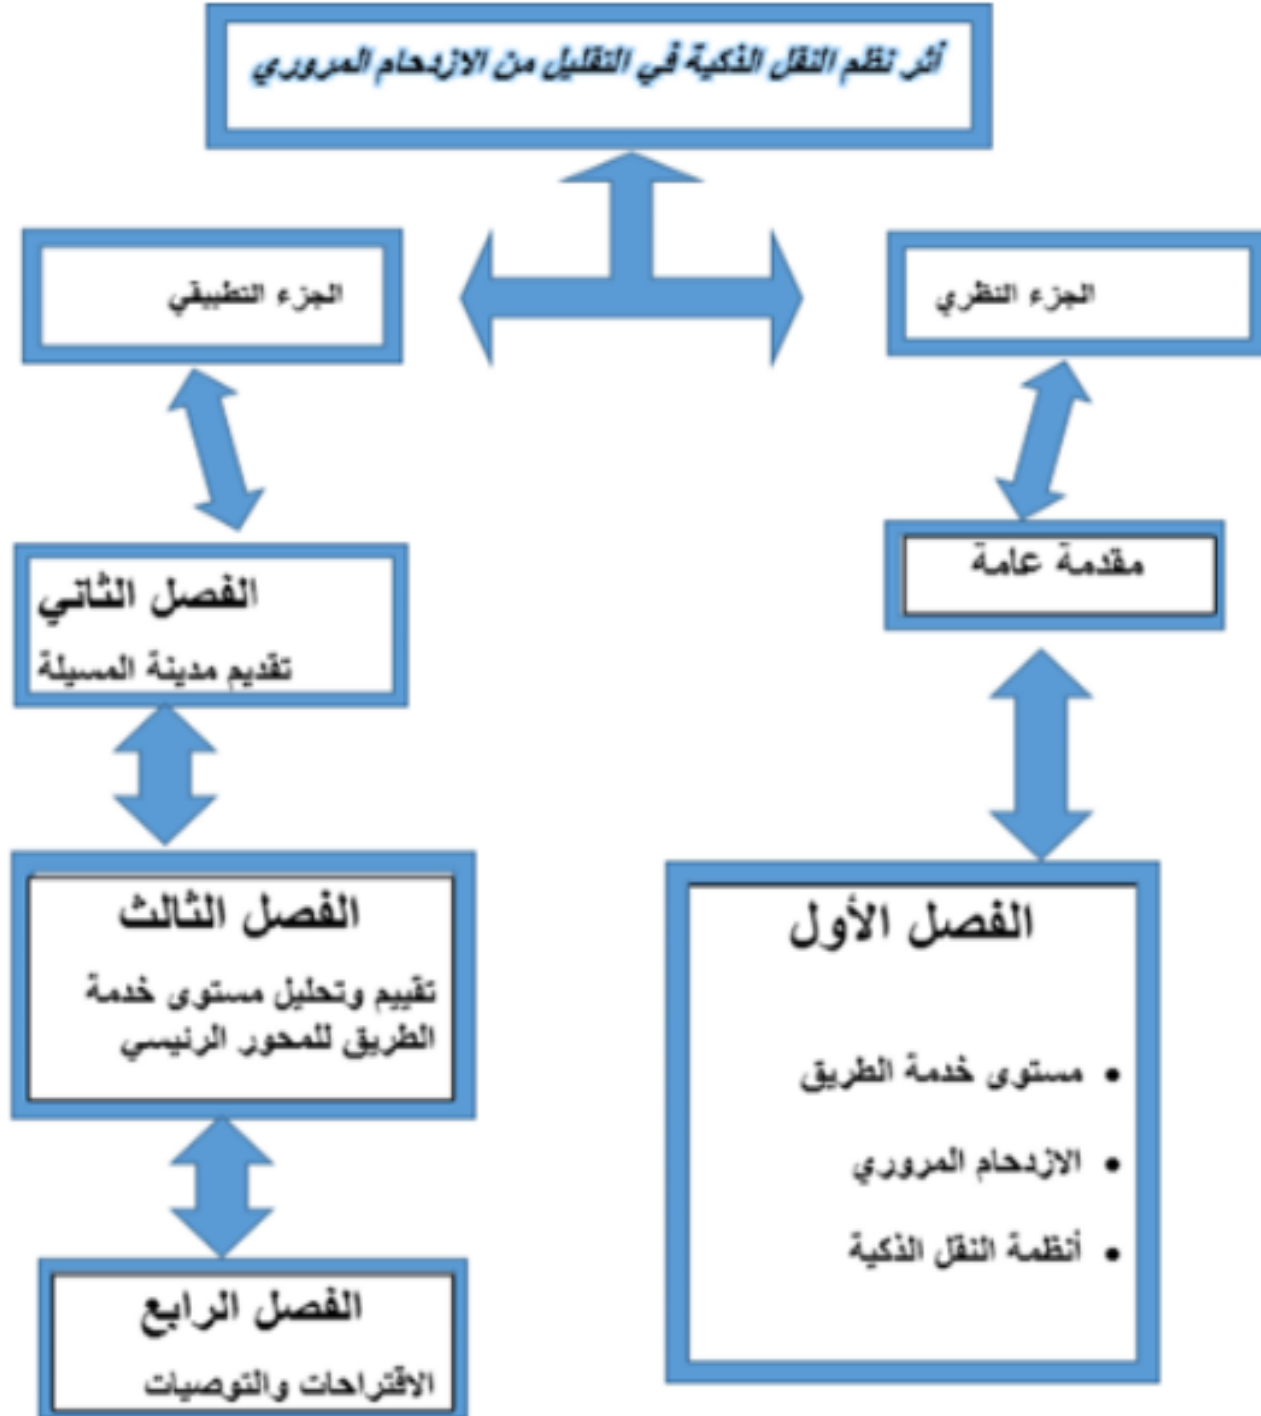 أثر نظم النقل الذكية في التقليل من الازدحام المروري
الجزء النظري
الجزء التطبيقي
مقدمة عامة
الفصل الأول
• مستوى خدمة الطريق
• الازدحام المروري
• أنظمة النقل الذكية
الفصل الثاني
تقديم مدينة المسيلة
الفصل الثالث
تقييم وتحليل مستوى خدمة
الطريق للمحور الرئيسي
الفصل الرابع
الاقتراحات والتوصيات